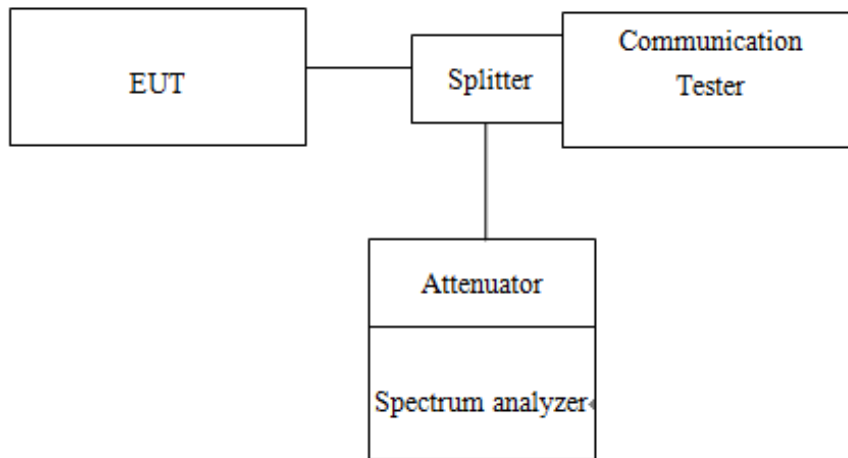 EUT
Splitter
Communication
Tester
Attenuator
Spectrum analyzer